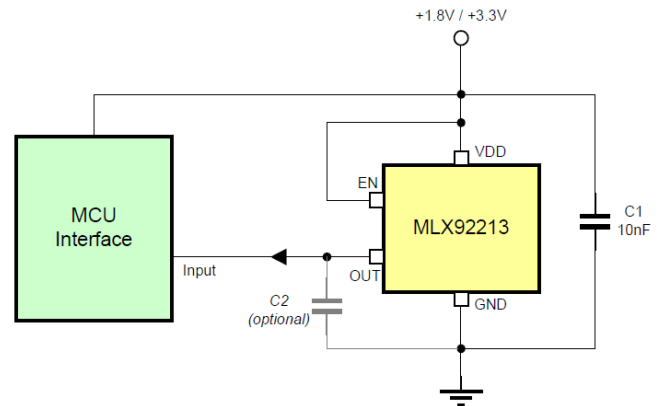 +1.8V / +3.3V
VDD
EN
MCU
Interface
MLX92213
C1
10nF
Input
OUT
C2
(optional)
GND